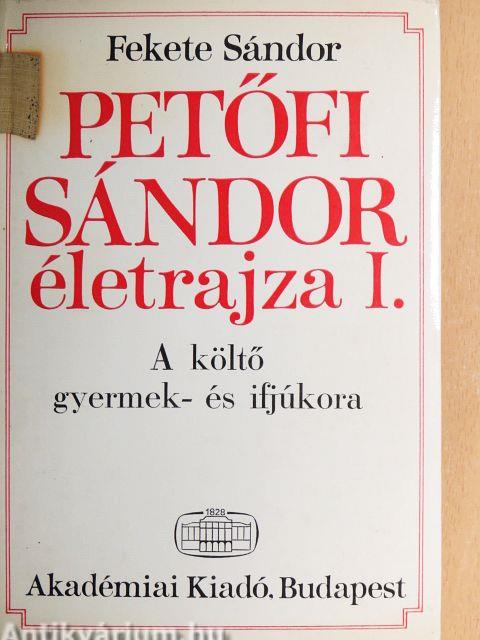 Fekete Sándor
PETŐFI
SÁNDOR
életrajza I.
A költő
gyermek- és ifjúkora
1828
Akadémiai Kiadó, Budapest
Antikvárium.hu